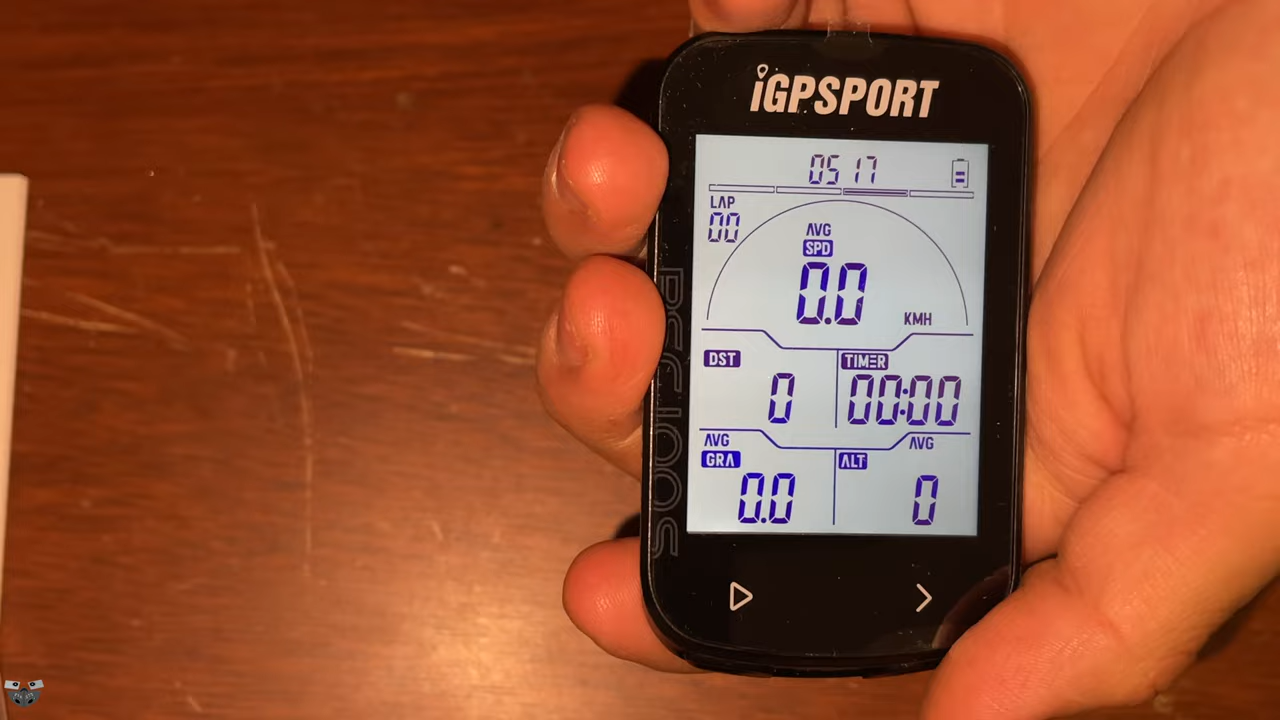 iGPSPORT
05 17
LAP
00
AVG
SPD
0.0
KMH
DST
0
TIMER
00:00
AVG
GRA
0.0
AVG
ALT
0
BSC100S